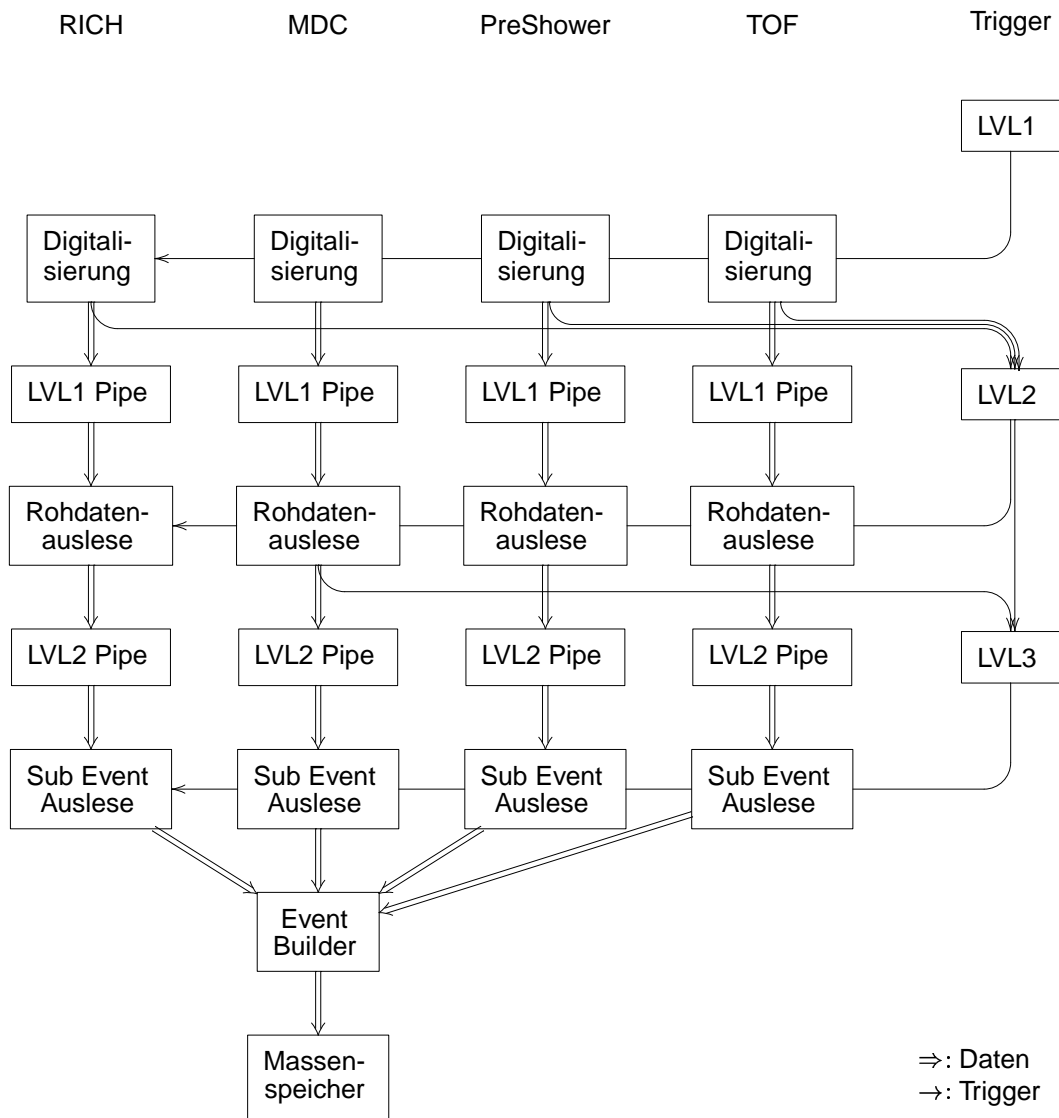 RICH MDC PreShower TOF Trigger
LVL1
Digitali- Digitali- Digitali- Digitali-
sierung sierung sierung sierung
LVL1 Pipe LVL1 Pipe LVL1 Pipe LVL1 Pipe LVL2
Rohdaten- Rohdaten- Rohdaten- Rohdaten-
auslese auslese auslese auslese
LVL2 Pipe LVL2 Pipe LVL2 Pipe LVL2 Pipe LVL3
Sub Event Sub Event Sub Event Sub Event
Auslese Auslese Auslese Auslese
Event
Builder
Massen-
speicher
⇒: Daten
→: Trigger